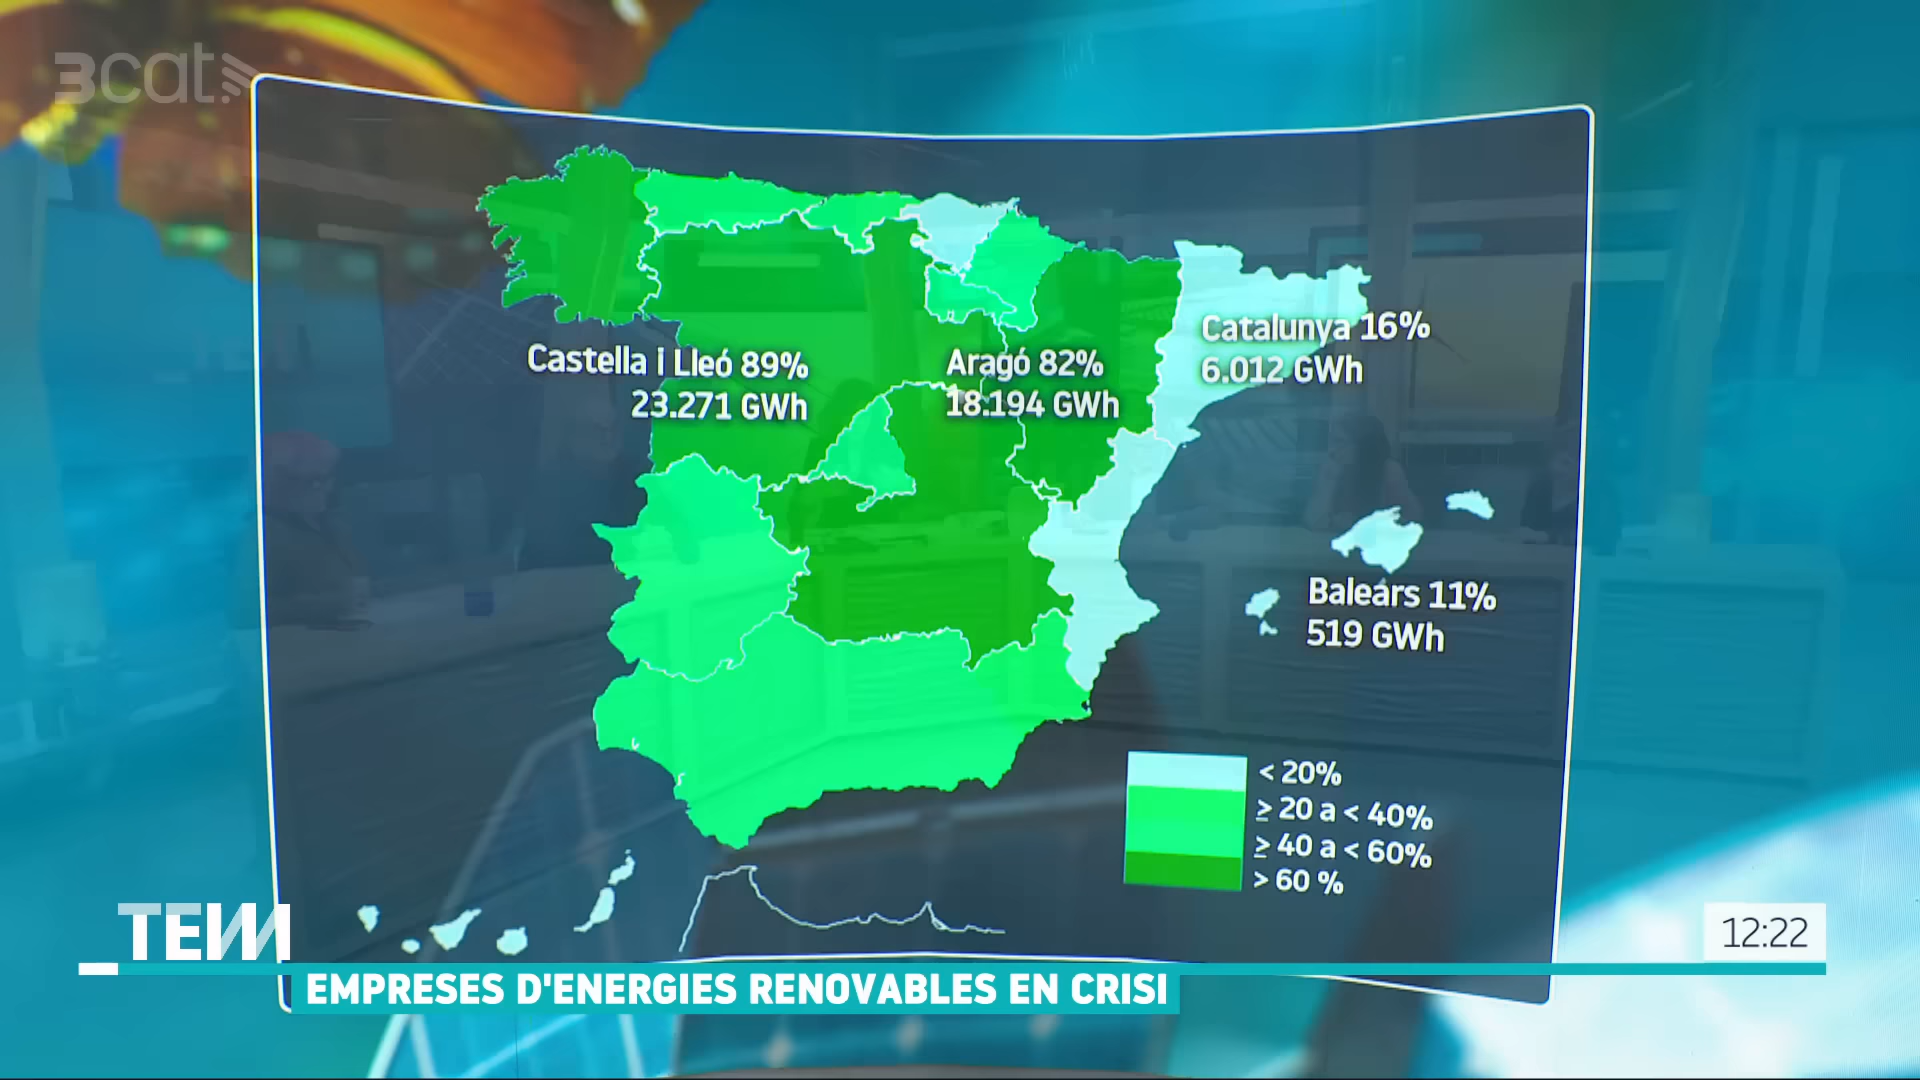 3cat
Castella i Lleó 89%
23.271 GWh
Aragó 82%
18.194 GWh
Catalunya 16%
6.012 GWh
Balears 11%
519 GWh
< 20%
≥ 20 a < 40%
≥ 40 a < 60%
> 60 %
TEM
12:22
EMPRESES D'ENERGIES RENOVABLES EN CRISI